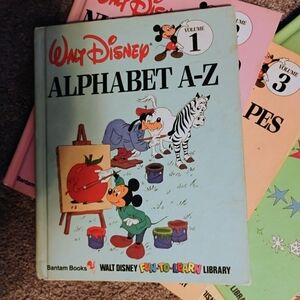 WALT DISNEY
VOLUME
1
ALPHABET A-Z
Bantam Books
WALT DISNEY FUN-TO-LEARN LIBRARY
VOLUME
3
PES